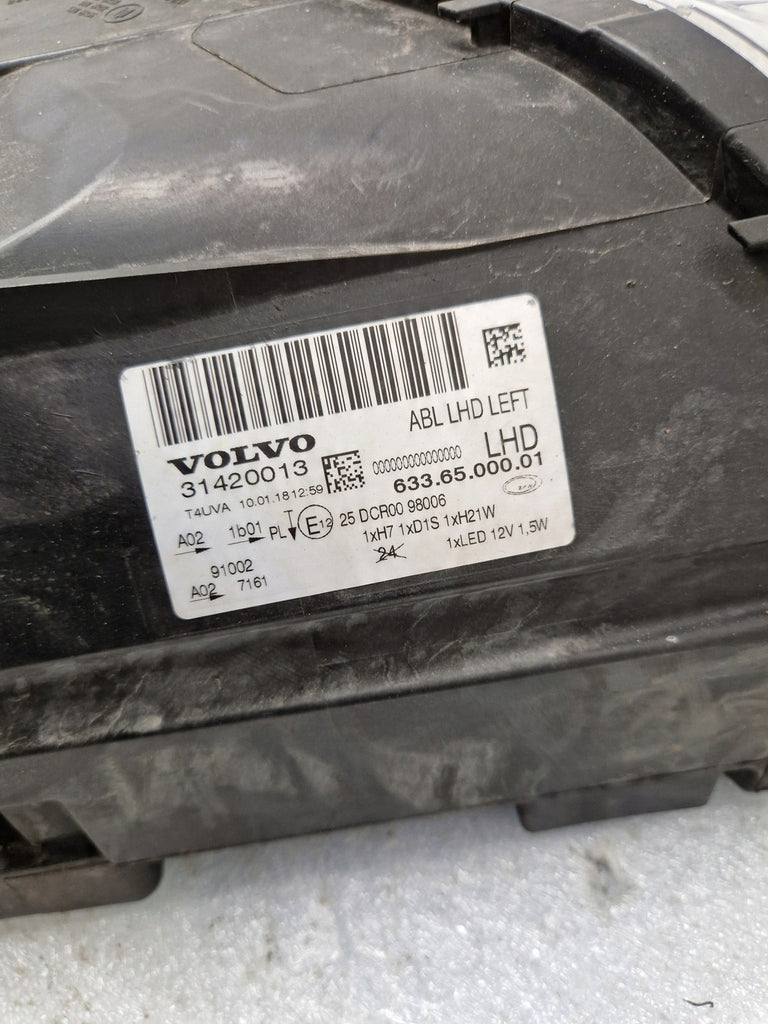 ABL LHD LEFT
VOLVO
31420013
000000000000000
LHD
633.65.000.01
T4UVA 10.01.18 12:59
A02 1b01 PL E12 25 DCR00 98006
1xH7 1xD1S 1xH21W
24 1xLED 12V 1,5W
91002
A02 7161